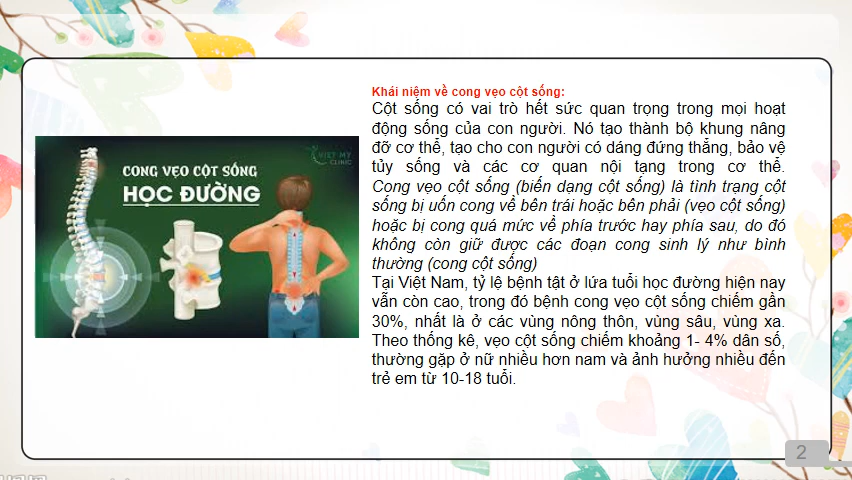 VIET MY
CLINIC
CONG VẸO CỘT SỐNG
HỌC ĐƯỜNG
Khái niệm về cong vẹo cột sống:
Cột sống có vai trò hết sức quan trọng trong mọi hoạt
động sống của con người. Nó tạo thành bộ khung nâng
đỡ cơ thể, tạo cho con người có dáng đứng thẳng, bảo vệ
tủy sống và các cơ quan nội tạng trong cơ thể.
Cong vẹo cột sống (biến dạng cột sống) là tình trạng cột
sống bị uốn cong về bên trái hoặc bên phải (vẹo cột sống)
hoặc bị cong quá mức về phía trước hay phía sau, do đó
không còn giữ được các đoạn cong sinh lý như bình
thường (cong cột sống)
Tại Việt Nam, tỷ lệ bệnh tật ở lứa tuổi học đường hiện nay
vẫn còn cao, trong đó bệnh cong vẹo cột sống chiếm gần
30%, nhất là ở các vùng nông thôn, vùng sâu, vùng xa.
Theo thống kê, vẹo cột sống chiếm khoảng 1- 4% dân số,
thường gặp ở nữ nhiều hơn nam và ảnh hưởng nhiều đến
trẻ em từ 10-18 tuổi.
2